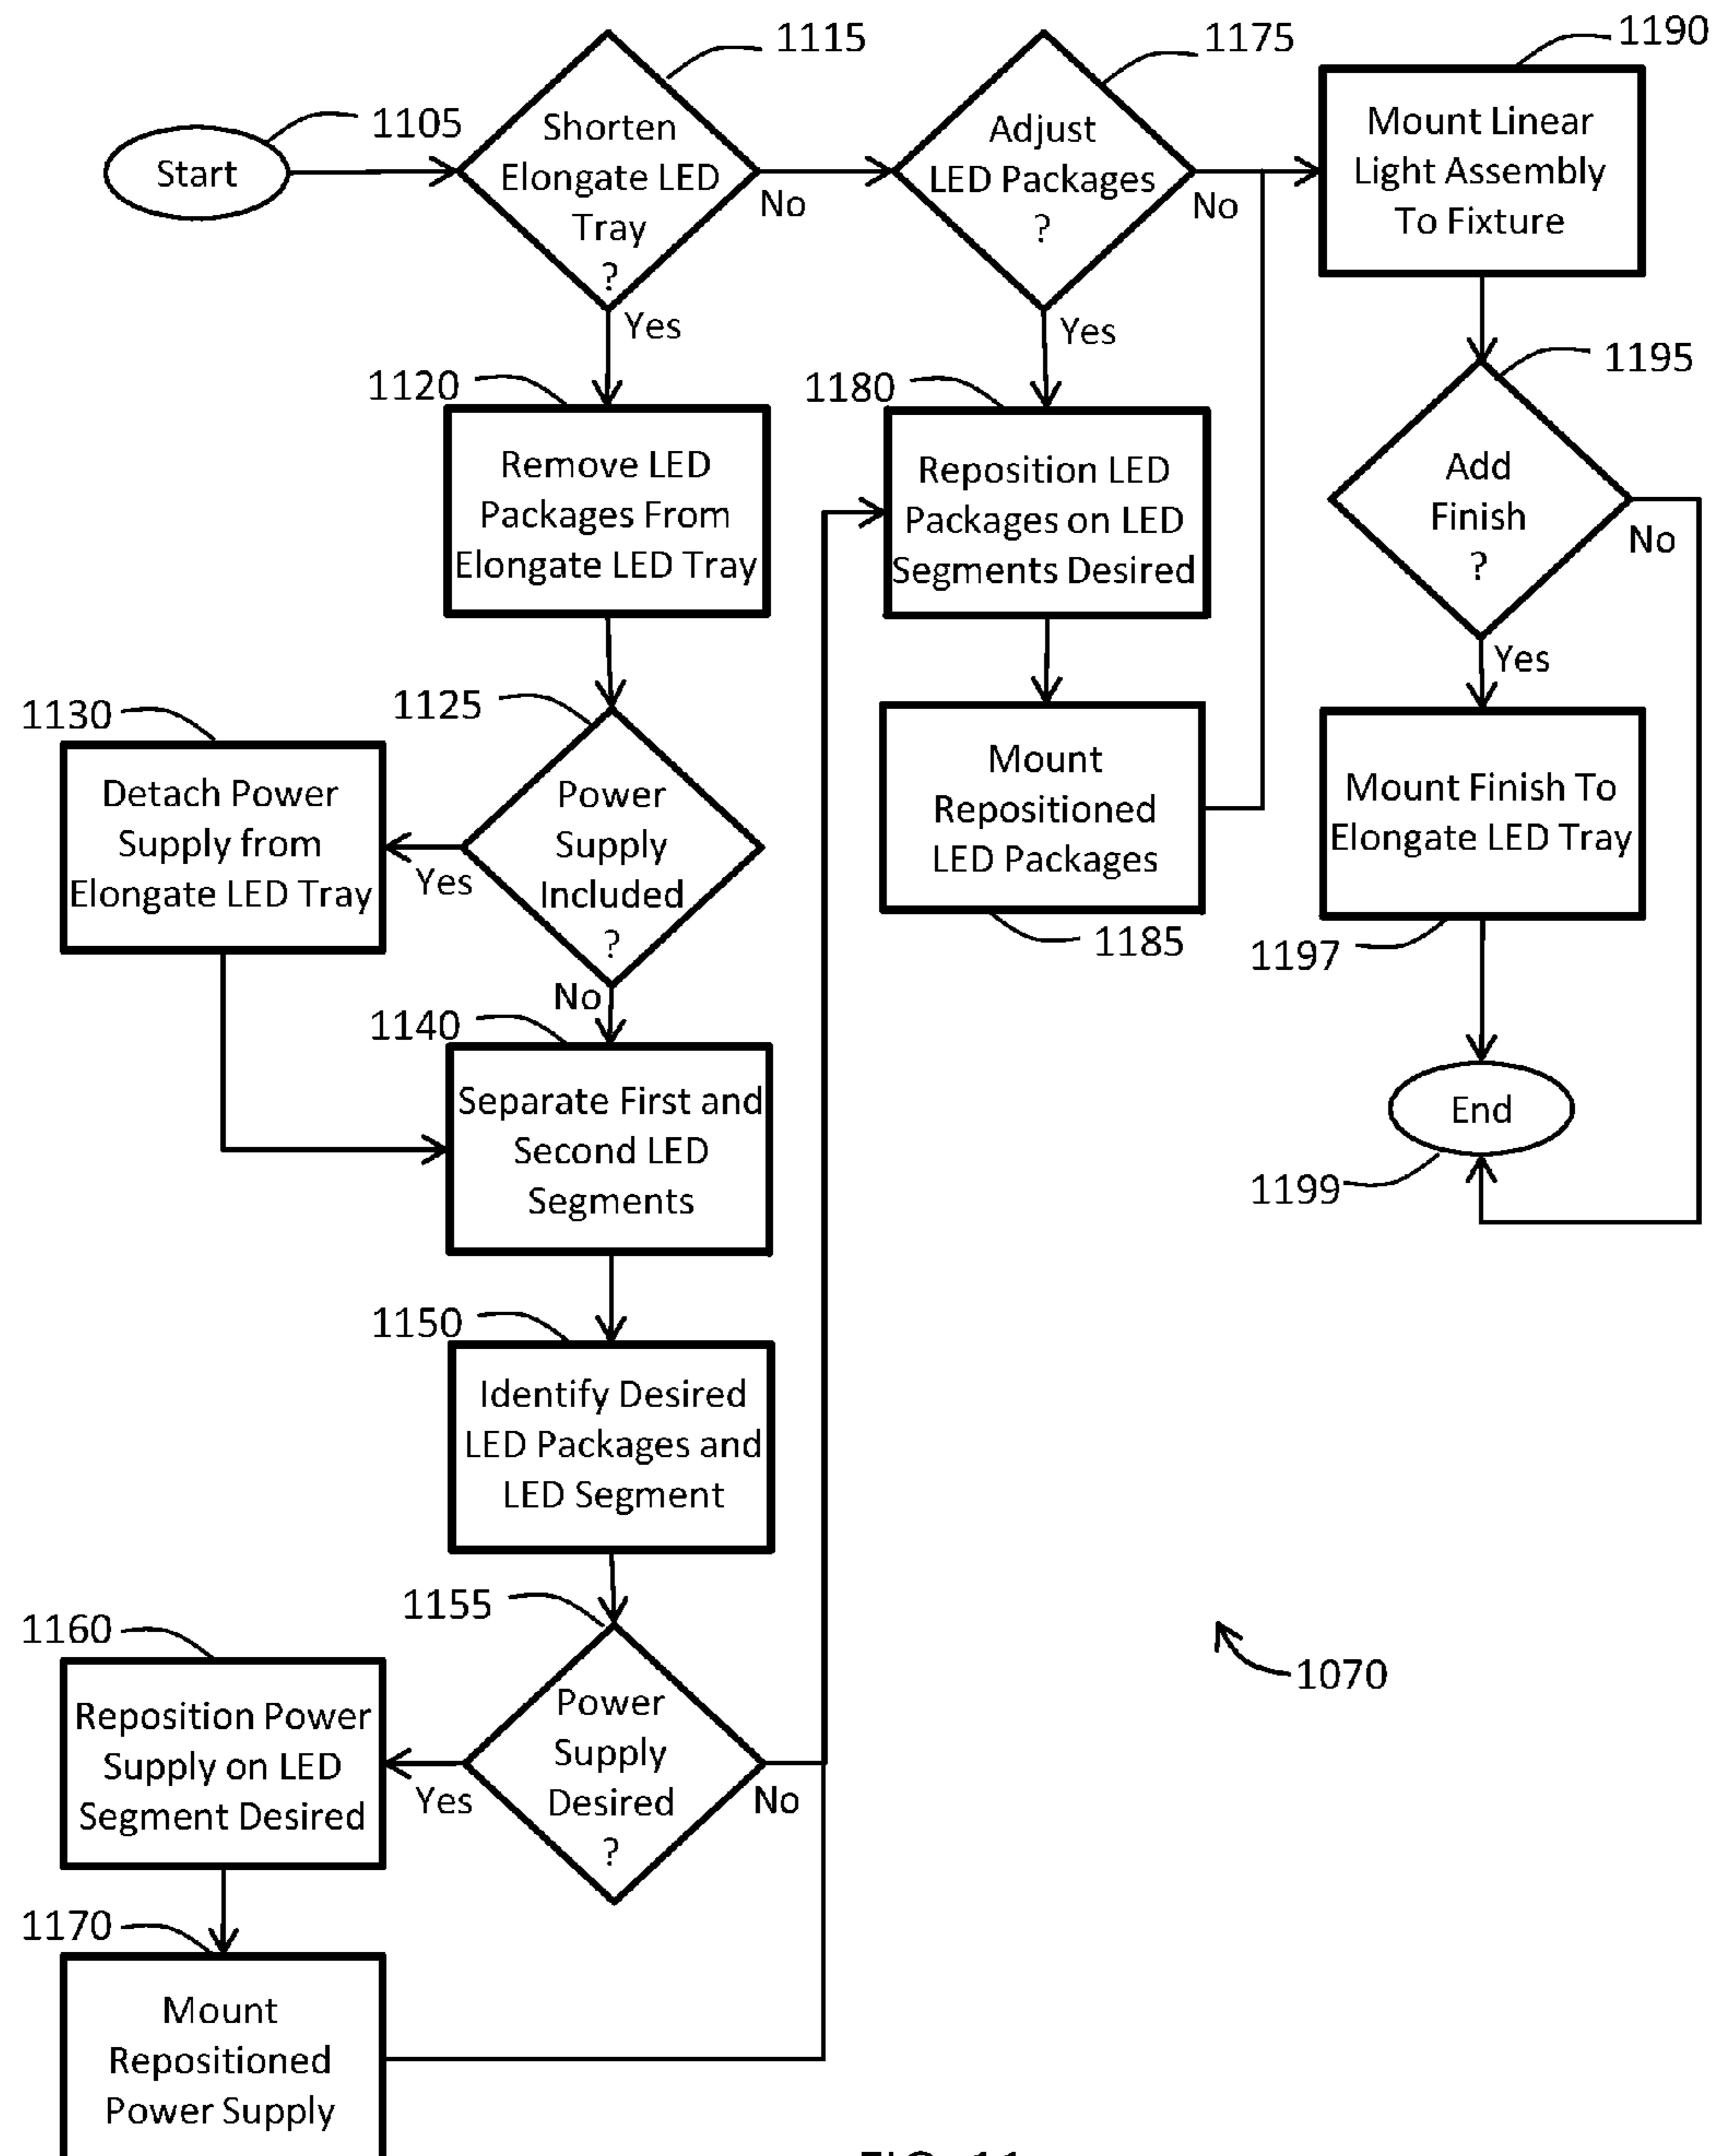 1105
Start
1115
Shorten
Elongate LED
Tray
?
No
Yes
1175
Adjust
LED Packages
?
No
Yes
1190
Mount Linear
Light Assembly
To Fixture
1120
Remove LED
Packages From
Elongate LED Tray
1180
Reposition LED
Packages on LED
Segments Desired
1195
Add
Finish
?
No
Yes
1125
Power
Supply
Included
?
Yes
No
1130
Detach Power
Supply from
Elongate LED Tray
Mount
Repositioned
LED Packages
1185
Mount Finish To
Elongate LED Tray
1197
1140
Separate First and
Second LED
Segments
End
1199
1150
Identify Desired
LED Packages and
LED Segment
1155
Power
Supply
Desired
?
Yes
No
1160
Reposition Power
Supply on LED
Segment Desired
1070
1170
Mount
Repositioned
Power Supply